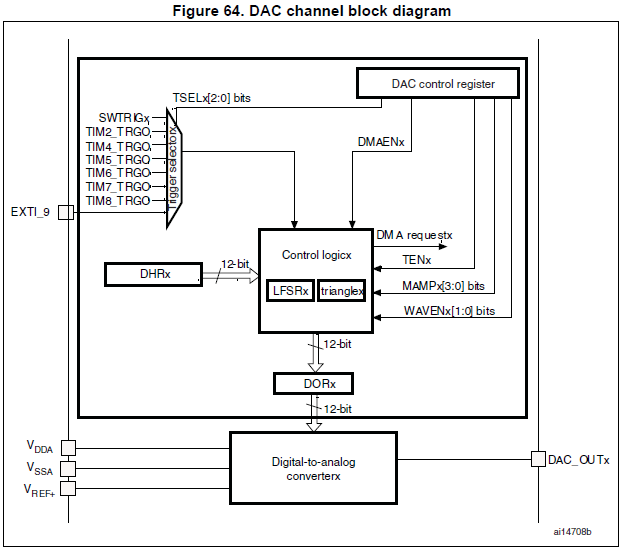 Figure 64. DAC channel block diagram
DAC control register
TSELx[2:0] bits
SWTRIGx
TIM2_TRGO
TIM4_TRGO
TIM5_TRGO
TIM6_TRGO
TIM7_TRGO
TIM8_TRGO
EXTI_9
Trigger selectorx
DMAENx
DMA requestx
Control logicx
TENx
DHRx
12-bit
LFSRx
trianglex
MAMPx[3:0] bits
WAVENx[1:0] bits
12-bit
DORx
12-bit
VDDA
VSSA
VREF+
Digital-to-analog
converterx
DAC_OUTx
ai14708b